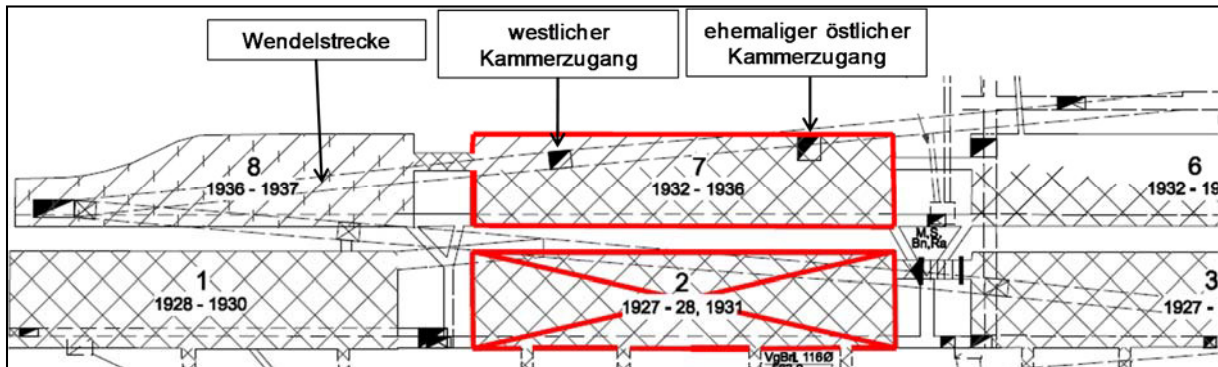 Wendelstrecke
westlicher
Kammerzugang
ehemaliger östlicher
Kammerzugang
8
1936 - 1937
7
1932 - 1936
6
1932 - 19
M,S,
Bn,Ra
1
1928 - 1930
2
1927 - 28, 1931
3
1927 -
VgBrL 116Ø